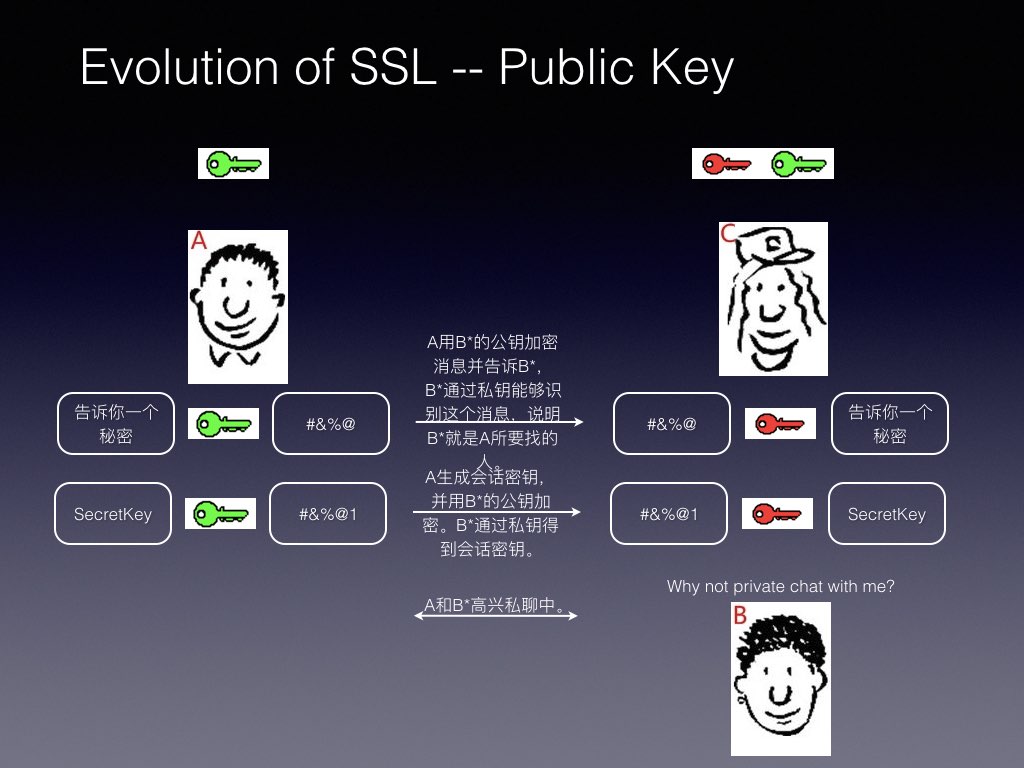 Evolution of SSL -- Public Key
A
C
A用B*的公钥加密
消息并告诉B*,
B*通过私钥能够识
别这个消息，说明
B*就是A所要找的
人。
告诉你一个
秘密
#&%@
#&%@
告诉你一个
秘密
A生成会话密钥，
并用B*的公钥加
密。B*通过私钥得
到会话密钥。
SecretKey
#&%@1
#&%@1
SecretKey
Why not private chat with me?
A和B*高兴私聊中。
B